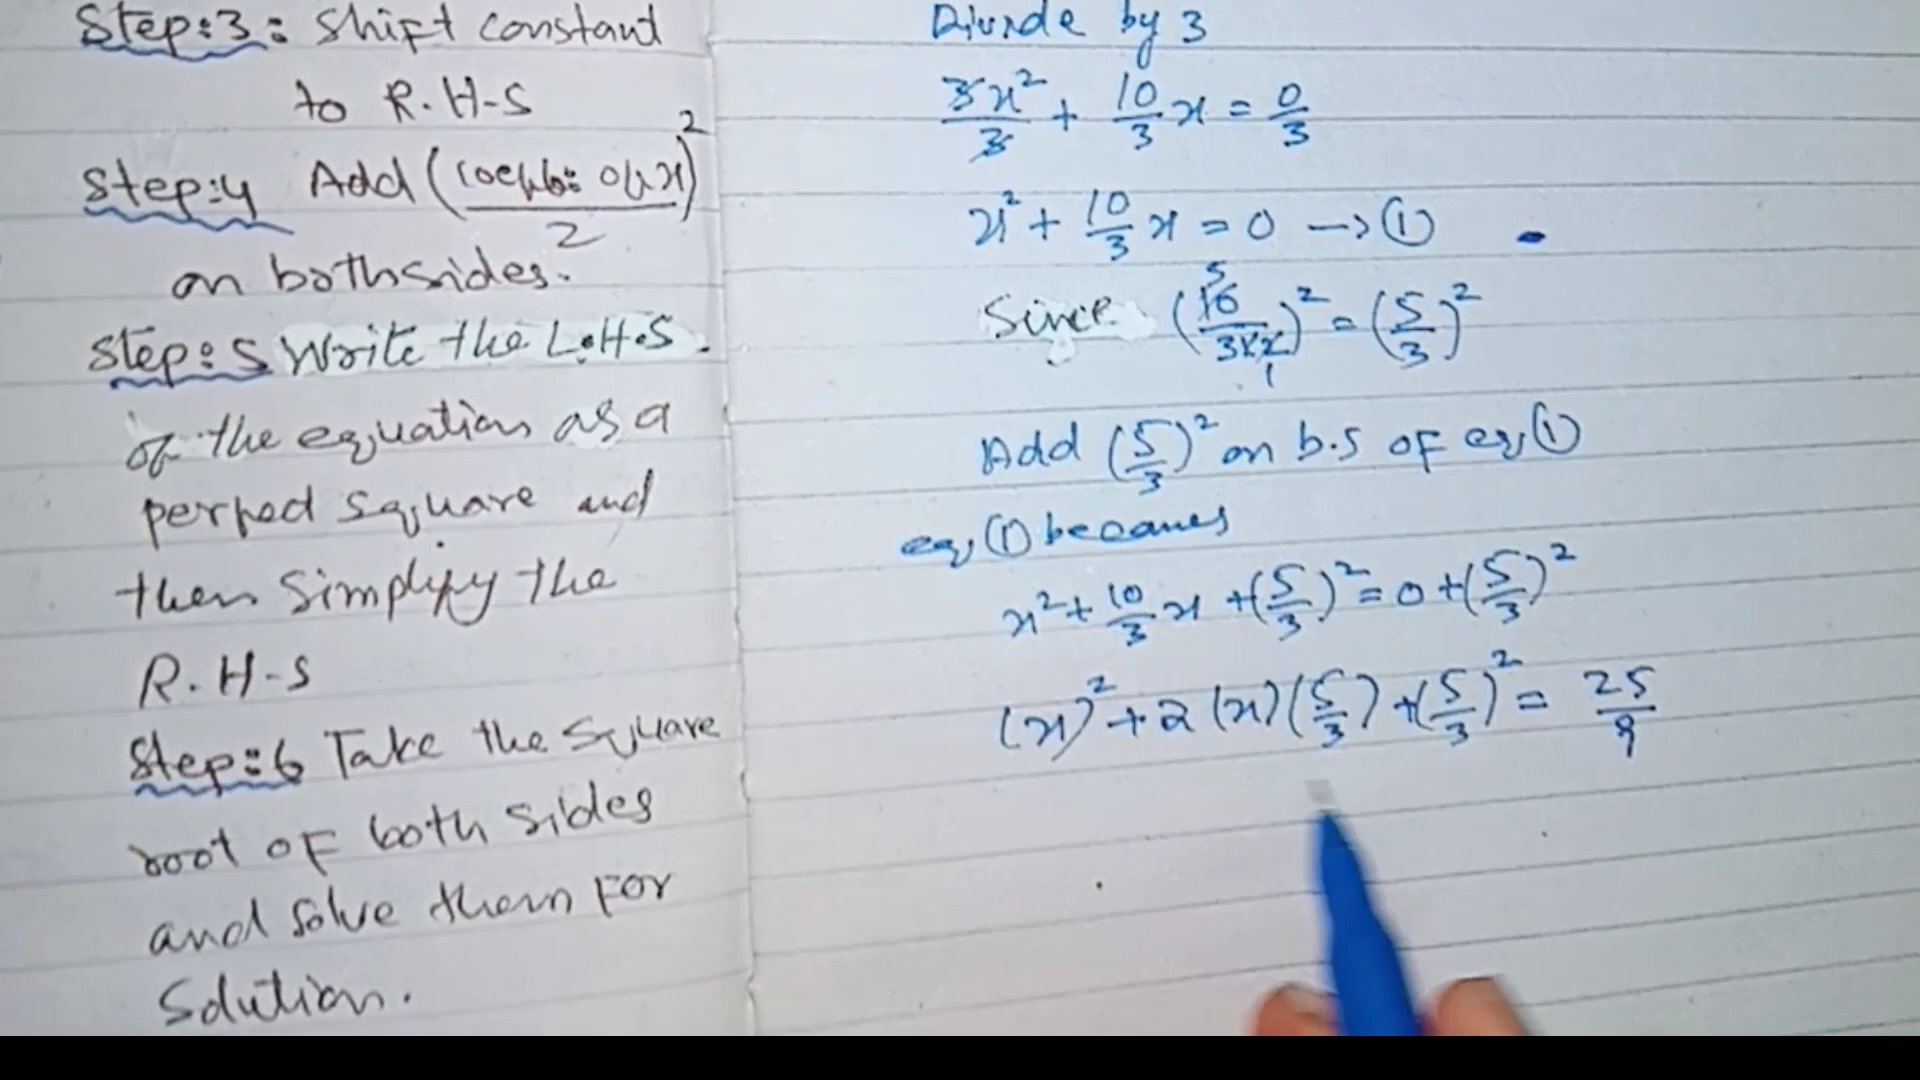 Step:3: Shift constant
to R.H-S
Step:4 Add (coeff: of x / 2)²
on bothsides.
Step:5 Write the L.H.S.
of the equation as a
perfect square and
then Simplify the
R.H-S
Step:6 Take the Square
root of both sides
and solve them for
Solution.
Divide by 3
3x²/3 + 10/3 x = 0/3
x² + 10/3 x = 0 → ①
5
Since (10/3×2)² = (5/3)²
1
Add (5/3)² on b.s of eq ①
eq ① becomes
x² + 10/3 x + (5/3)² = 0 + (5/3)²
(x)² + 2(x)(5/3) + (5/3)² = 25/9